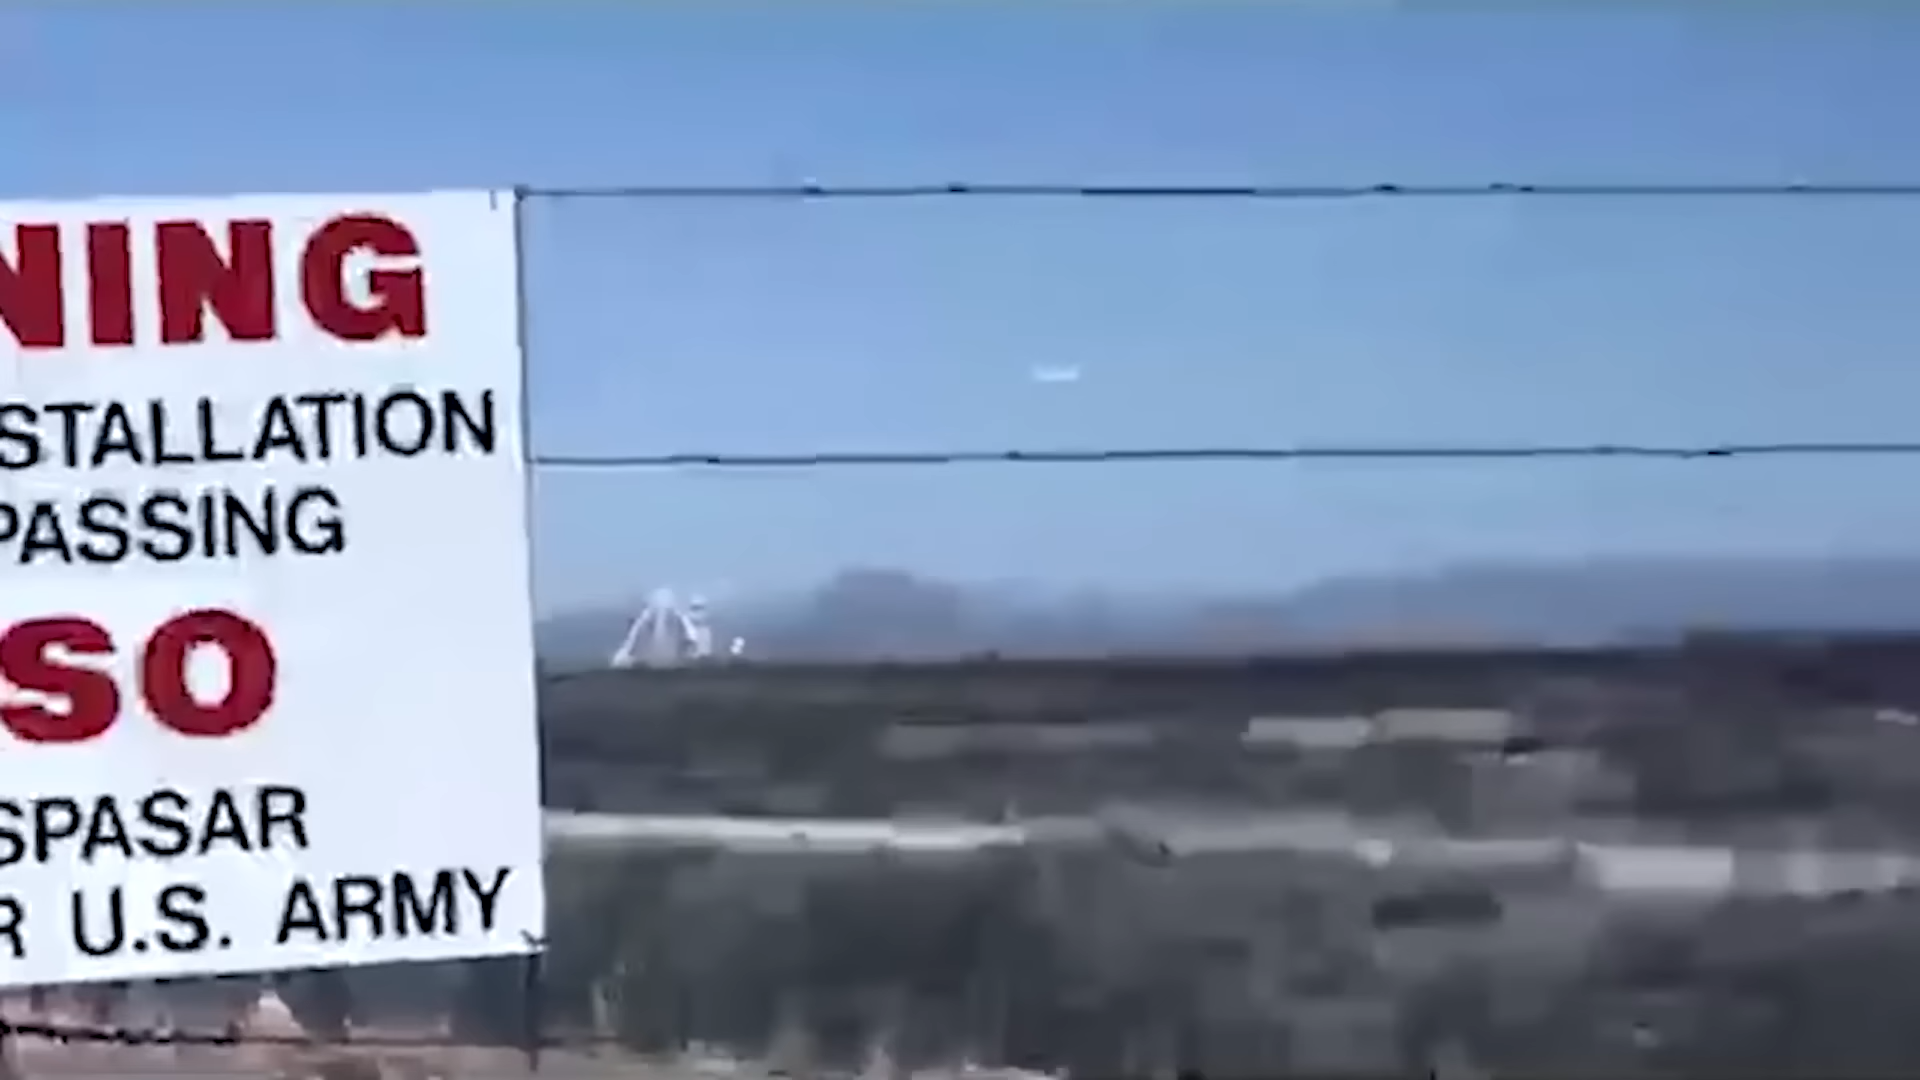 NING
STALLATION
PASSING
SO
SPASAR
R U.S. ARMY